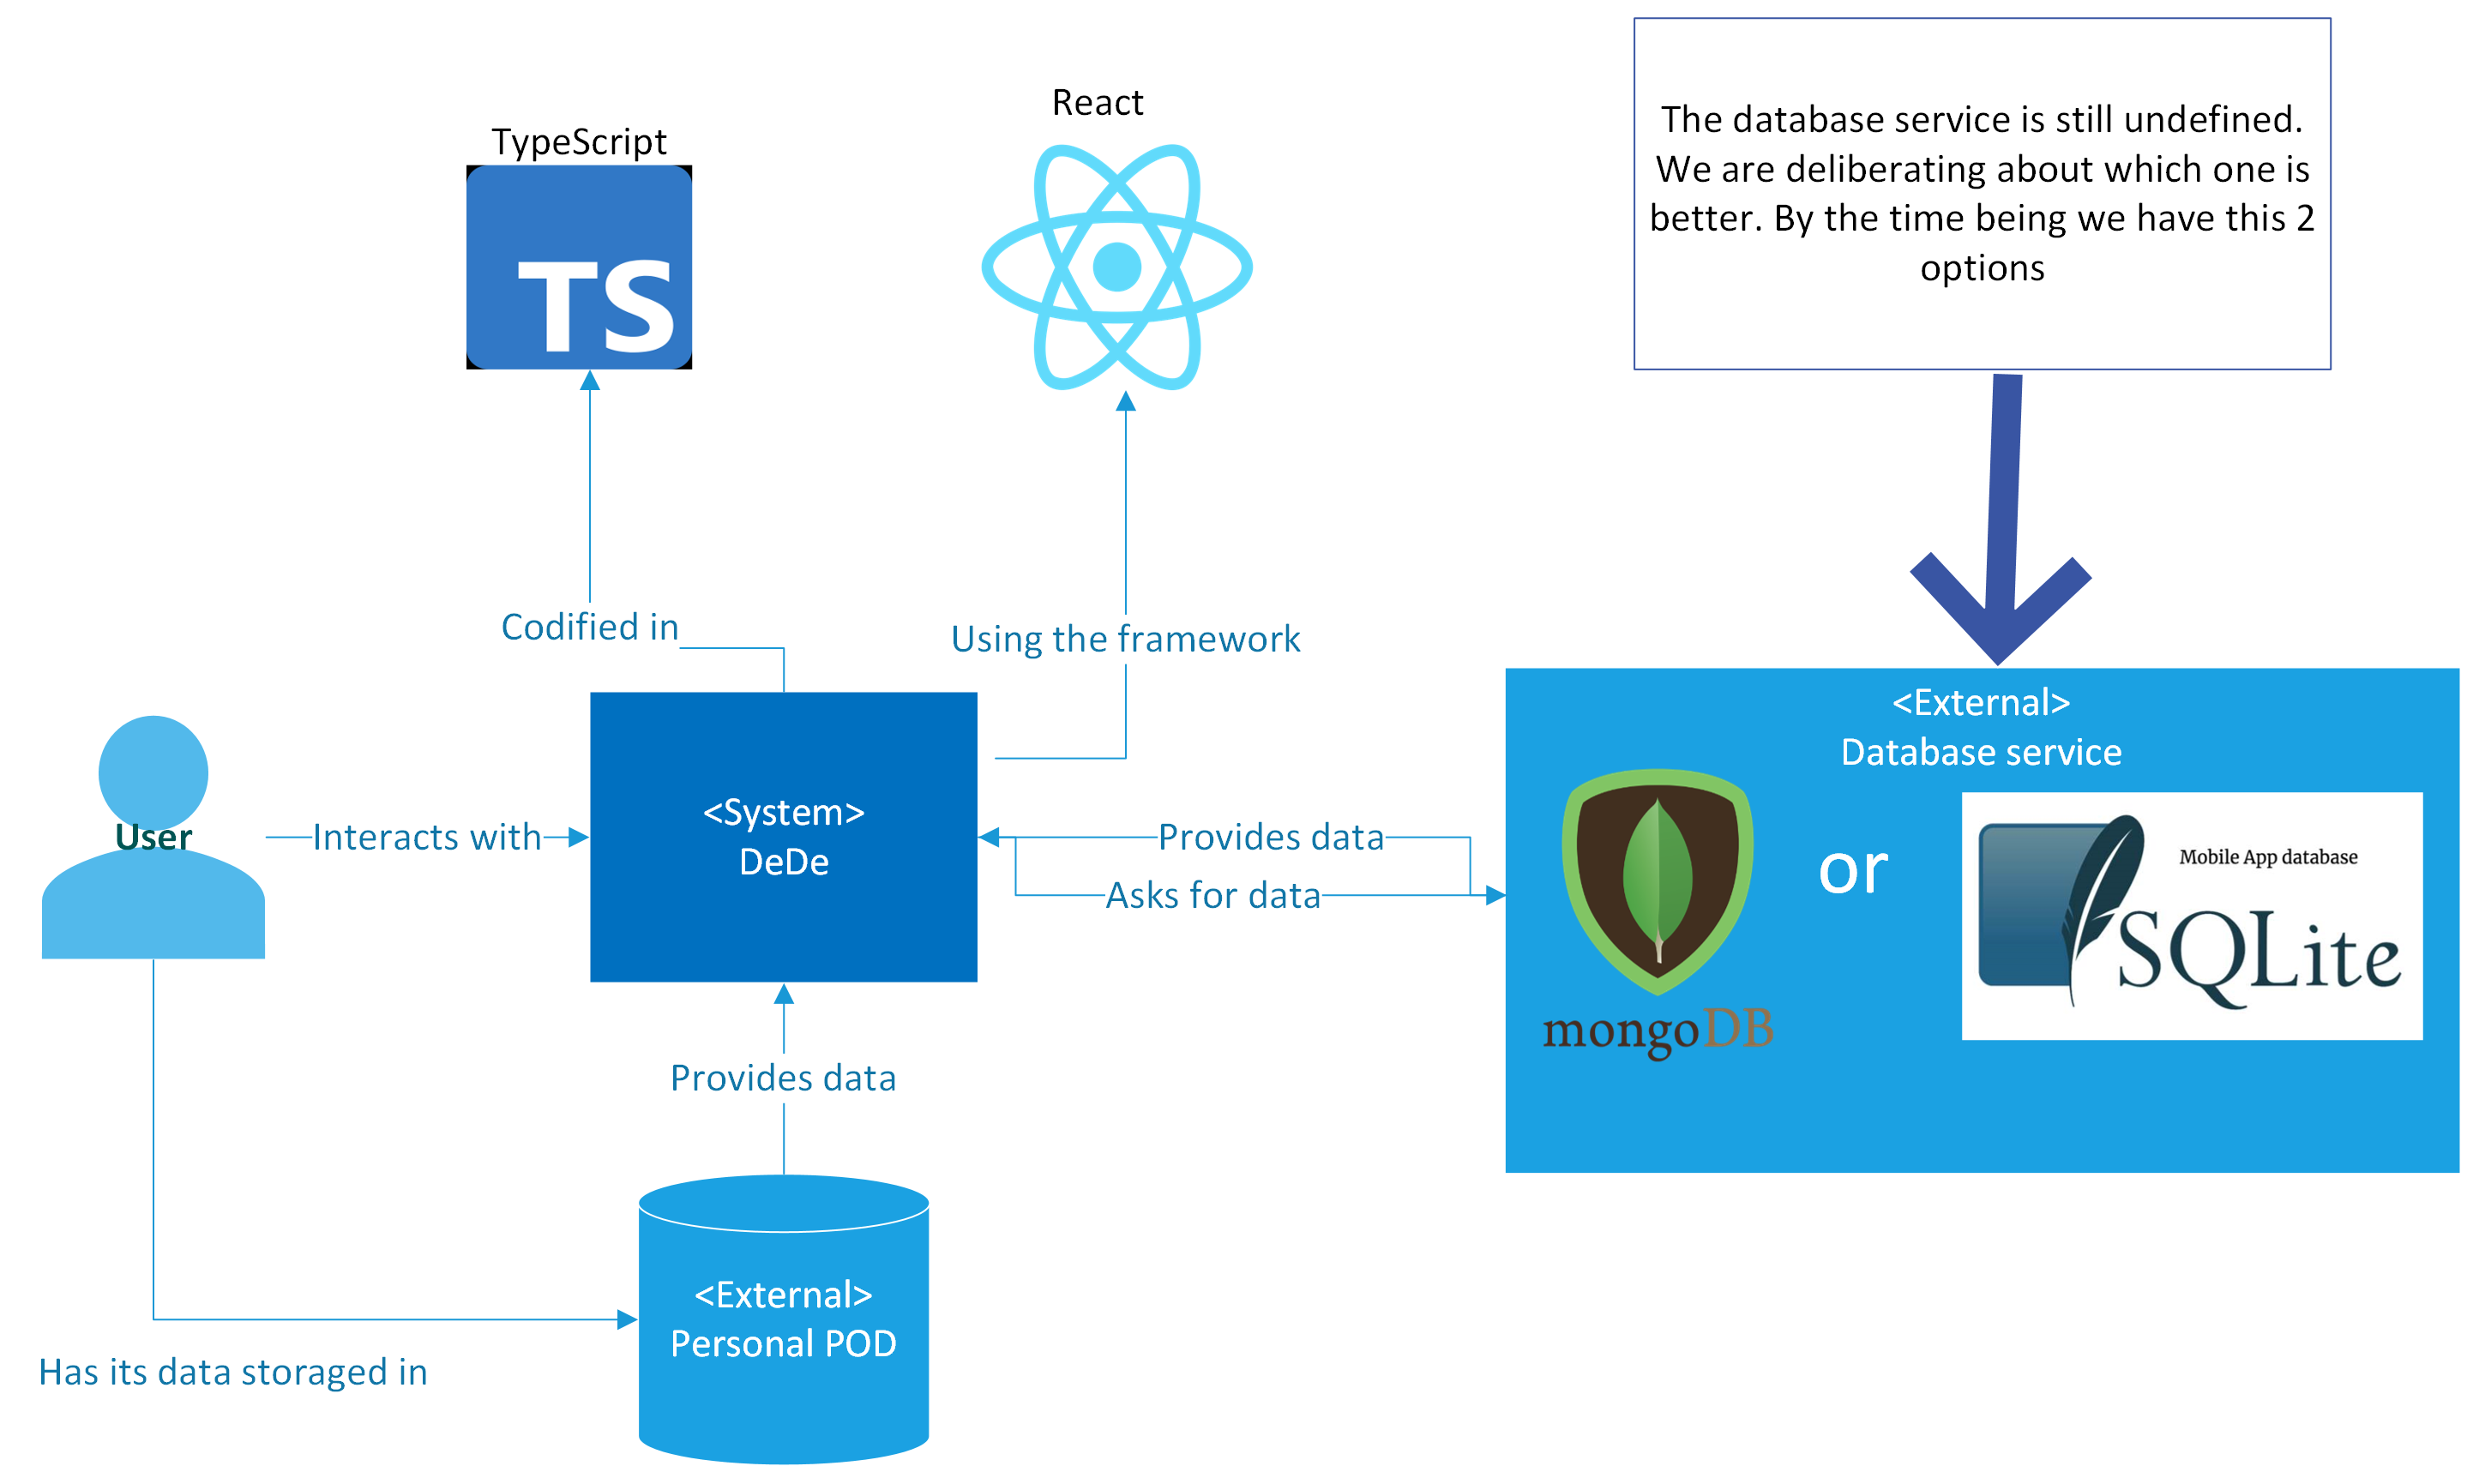 React
TypeScript
The database service is still undefined.
We are deliberating about which one is
better. By the time being we have this 2
options
TS
Codified in
Using the framework
<External>
Database service
User
Interacts with
<System>
DeDe
Provides data
Asks for data
or
Mobile App database
SQLite
mongoDB
Provides data
<External>
Personal POD
Has its data storaged in